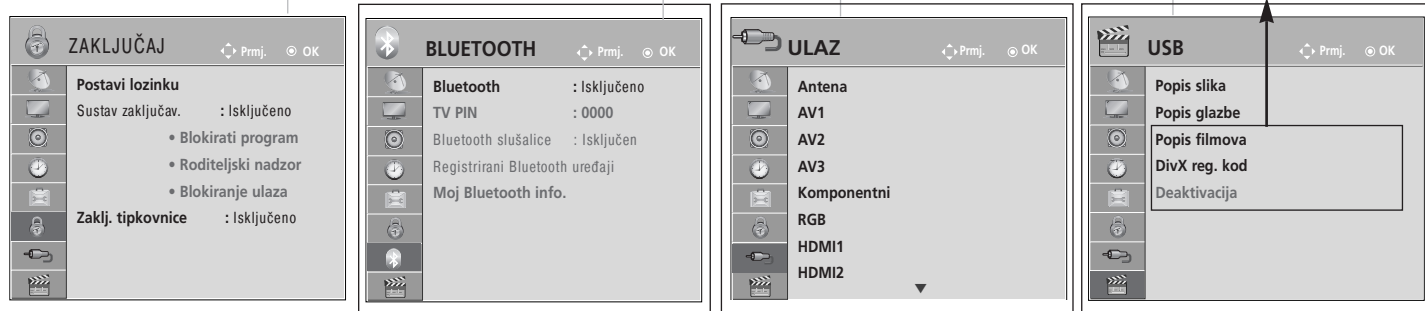 ZAKLJUČAJ Prmj. OK
Postavi lozinku
Sustav zaključav. : Isključeno
• Blokirati program
• Roditeljski nadzor
• Blokiranje ulaza
Zaklj. tipkovnice : Isključeno
BLUETOOTH Prmj. OK
Bluetooth : Isključeno
TV PIN : 0000
Bluetooth slušalice : Isključen
Registrirani Bluetooth uređaji
Moj Bluetooth info.
ULAZ Prmj. OK
Antena
AV1
AV2
AV3
Komponentni
RGB
HDMI1
HDMI2
USB Prmj. OK
Popis slika
Popis glazbe
Popis filmova
DivX reg. kod
Deaktivacija